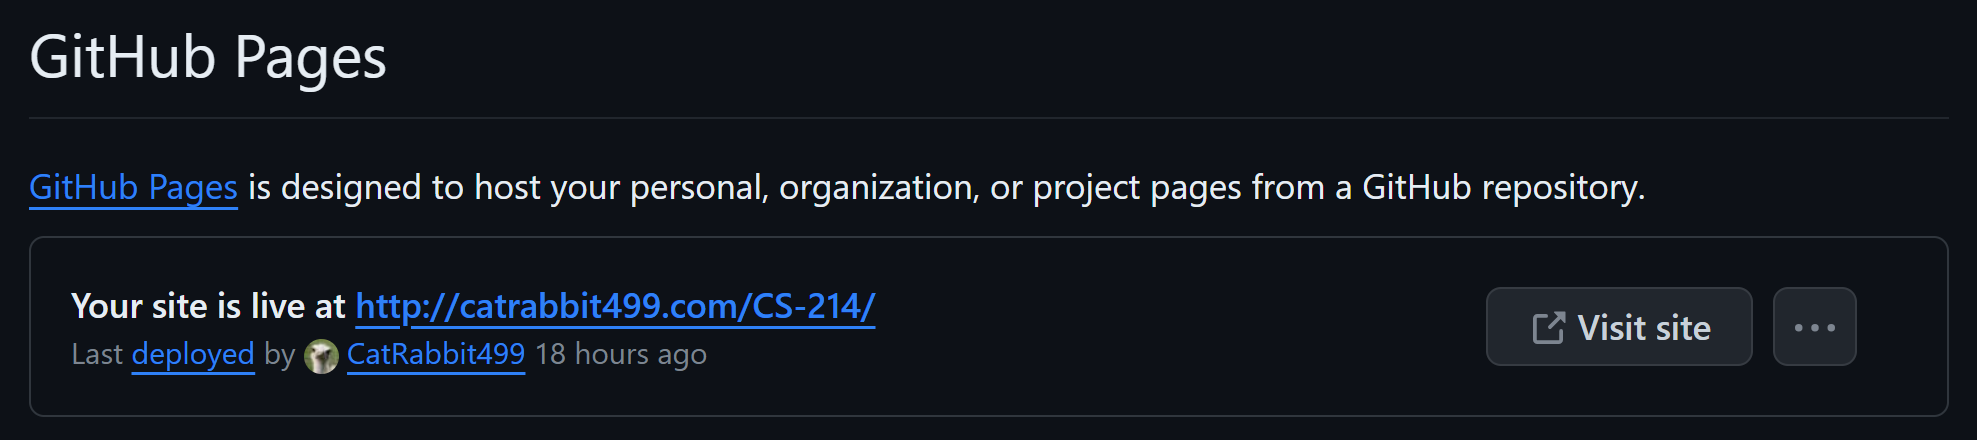 GitHub Pages
GitHub Pages is designed to host your personal, organization, or project pages from a GitHub repository.
Your site is live at http://catrabbit499.com/CS-214/
Last deployed by CatRabbit499 18 hours ago
Visit site